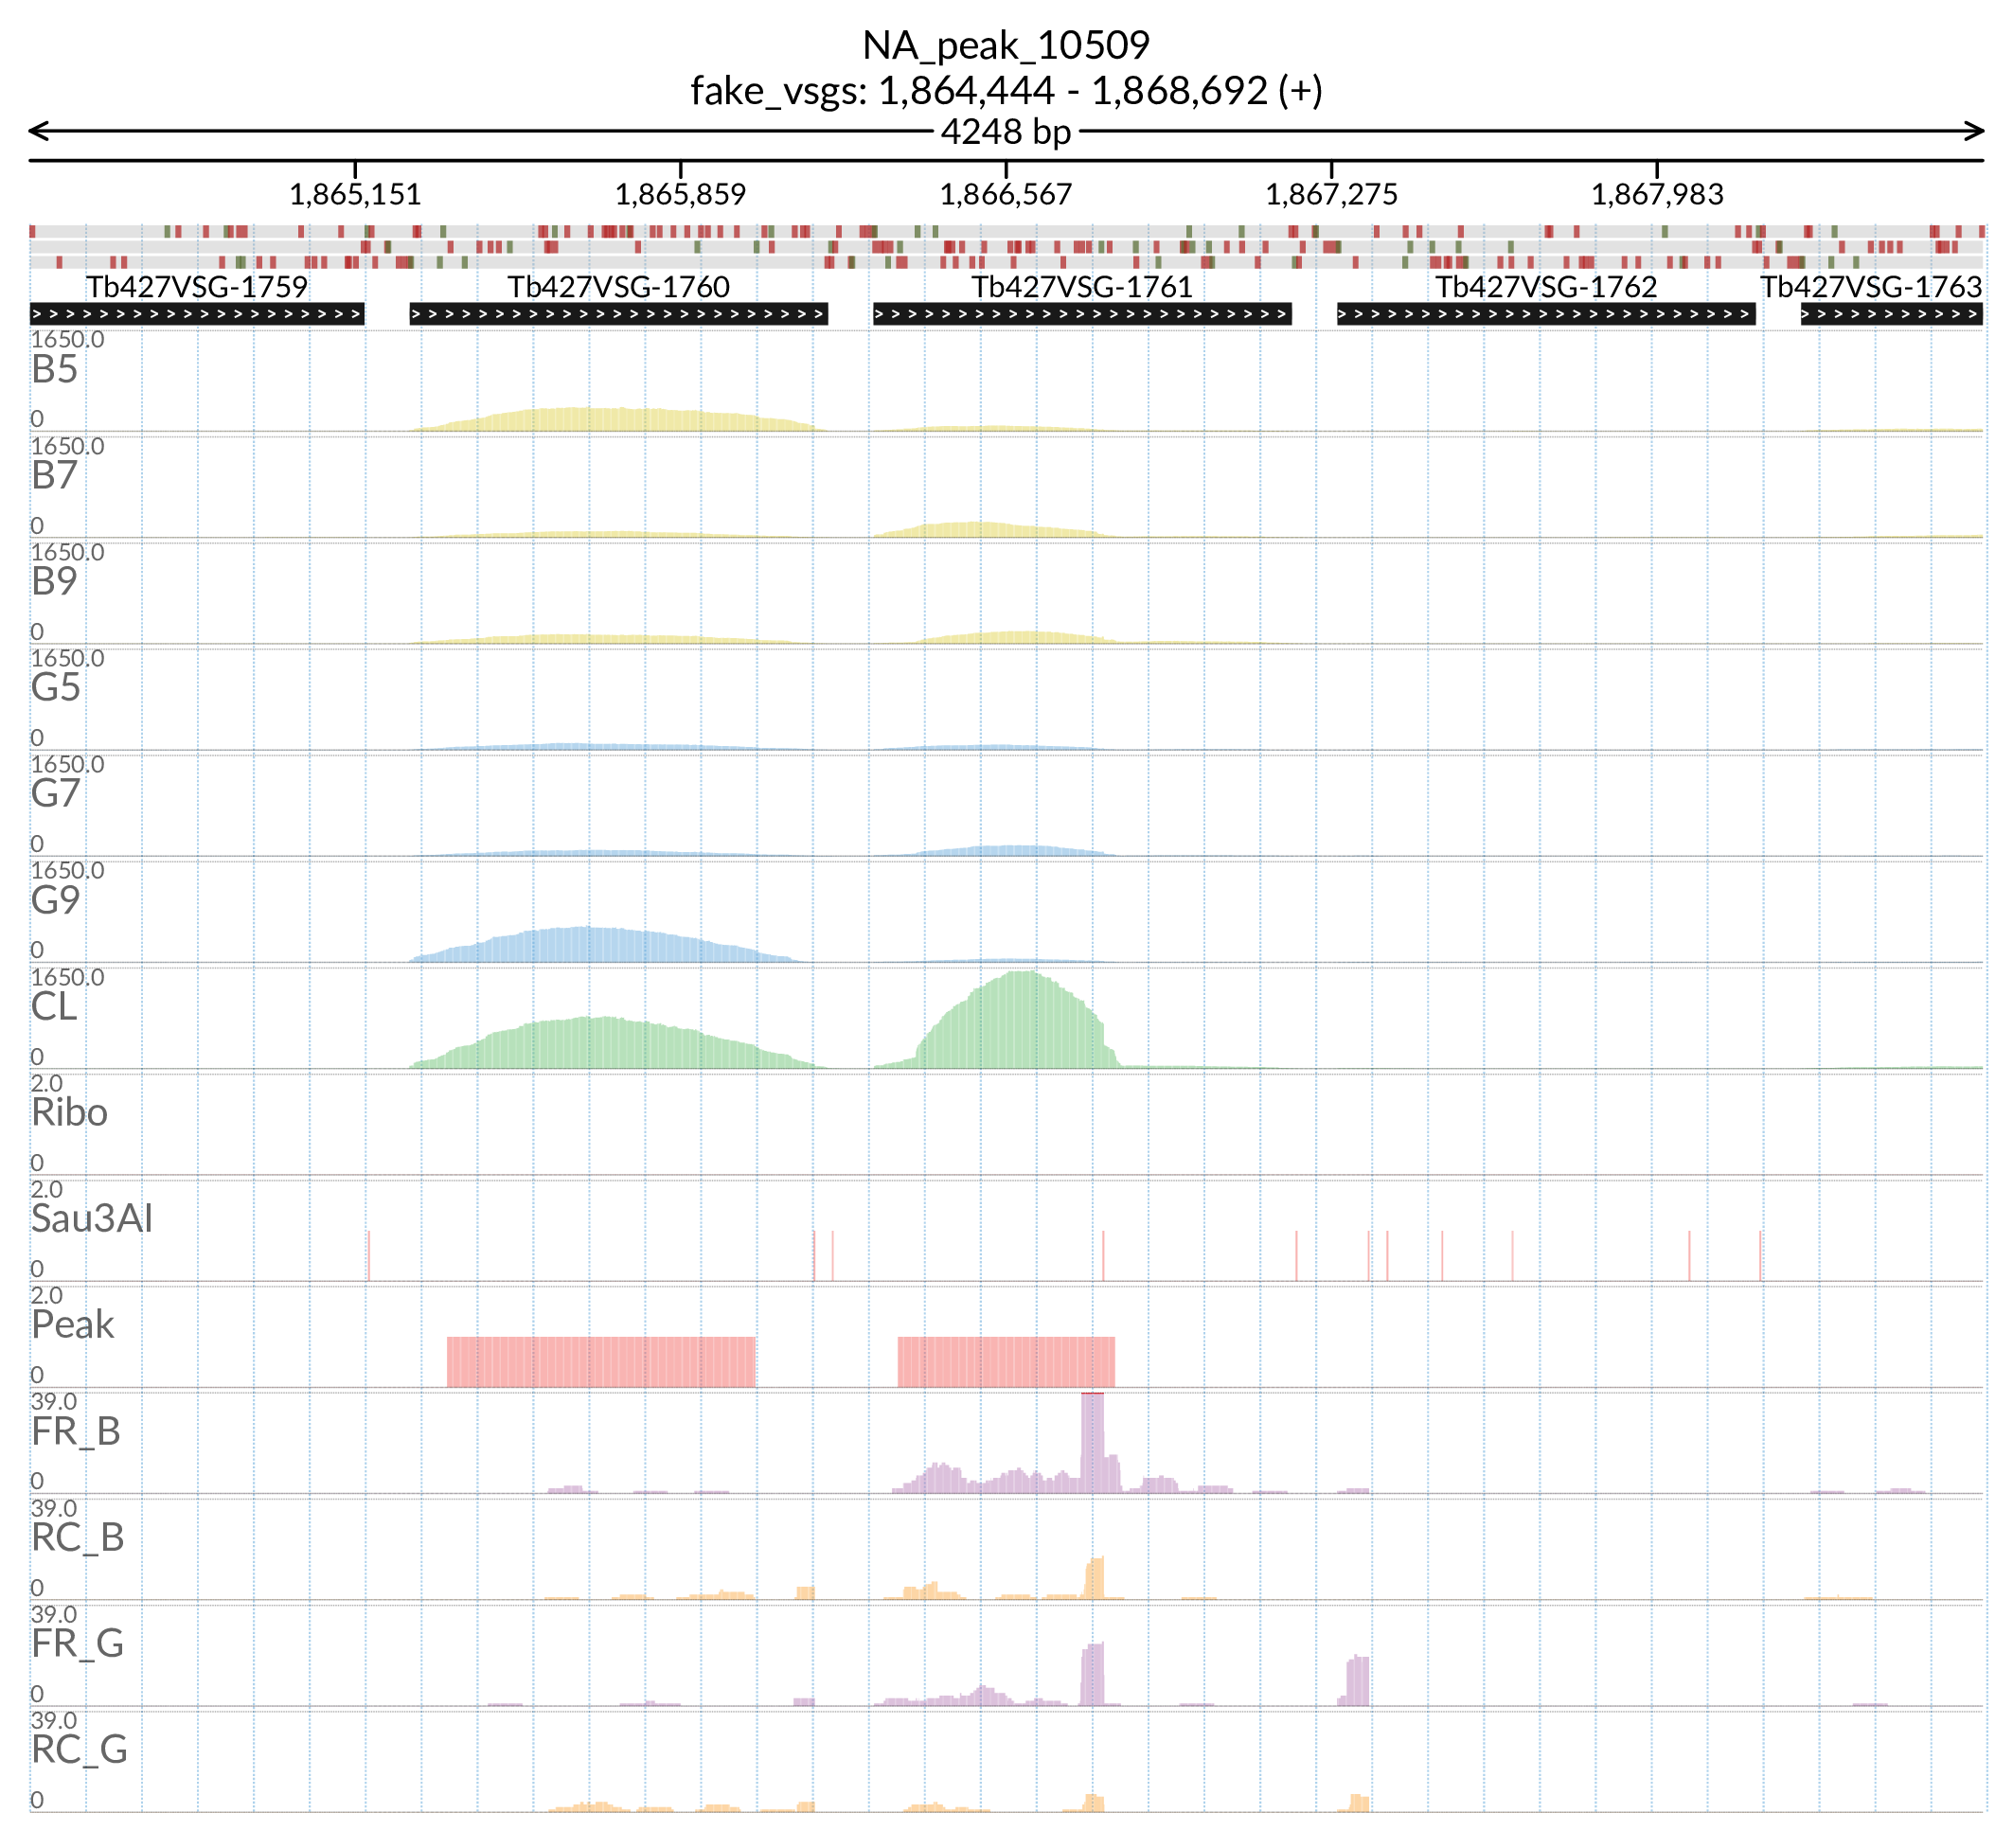 NA_peak_10509
fake_vsgs: 1,864,444 - 1,868,692 (+)
4248 bp
1,865,151 1,865,859 1,866,567 1,867,275 1,867,983
Tb427VSG-1759 Tb427VSG-1760 Tb427VSG-1761 Tb427VSG-1762 Tb427VSG-1763
1650.0
B5
0
1650.0
B7
0
1650.0
B9
0
1650.0
G5
0
1650.0
G7
0
1650.0
G9
0
1650.0
CL
0
2.0
Ribo
0
2.0
Sau3AI
0
2.0
Peak
0
39.0
FR_B
0
39.0
RC_B
0
39.0
FR_G
0
39.0
RC_G
0